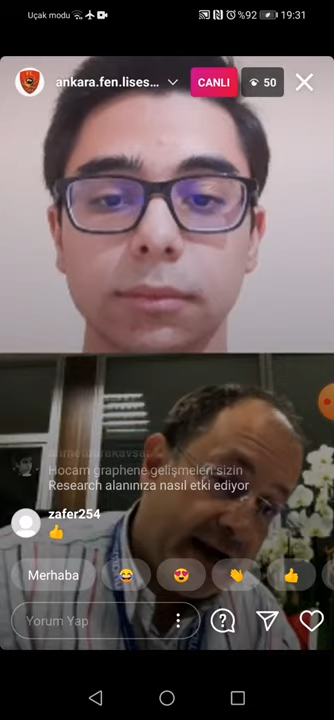 Uçak modu
%92
19:31
ankara.fen.lises...
CANLI
50
Hocam graphene gelişmeleri sizin
Research alanınıza nasıl etki ediyor
zafer254
Merhaba
Yorum Yap